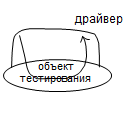 драйвер
объект
тестирования